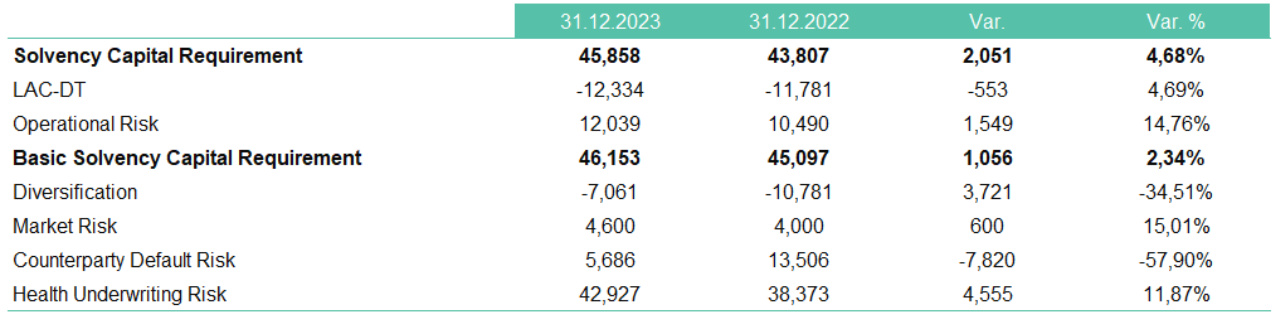 31.12.2023 31.12.2022 Var. Var. %
Solvency Capital Requirement 45,858 43,807 2,051 4,68%
LAC-DT -12,334 -11,781 -553 4,69%
Operational Risk 12,039 10,490 1,549 14,76%
Basic Solvency Capital Requirement 46,153 45,097 1,056 2,34%
Diversification -7,061 -10,781 3,721 -34,51%
Market Risk 4,600 4,000 600 15,01%
Counterparty Default Risk 5,686 13,506 -7,820 -57,90%
Health Underwriting Risk 42,927 38,373 4,555 11,87%